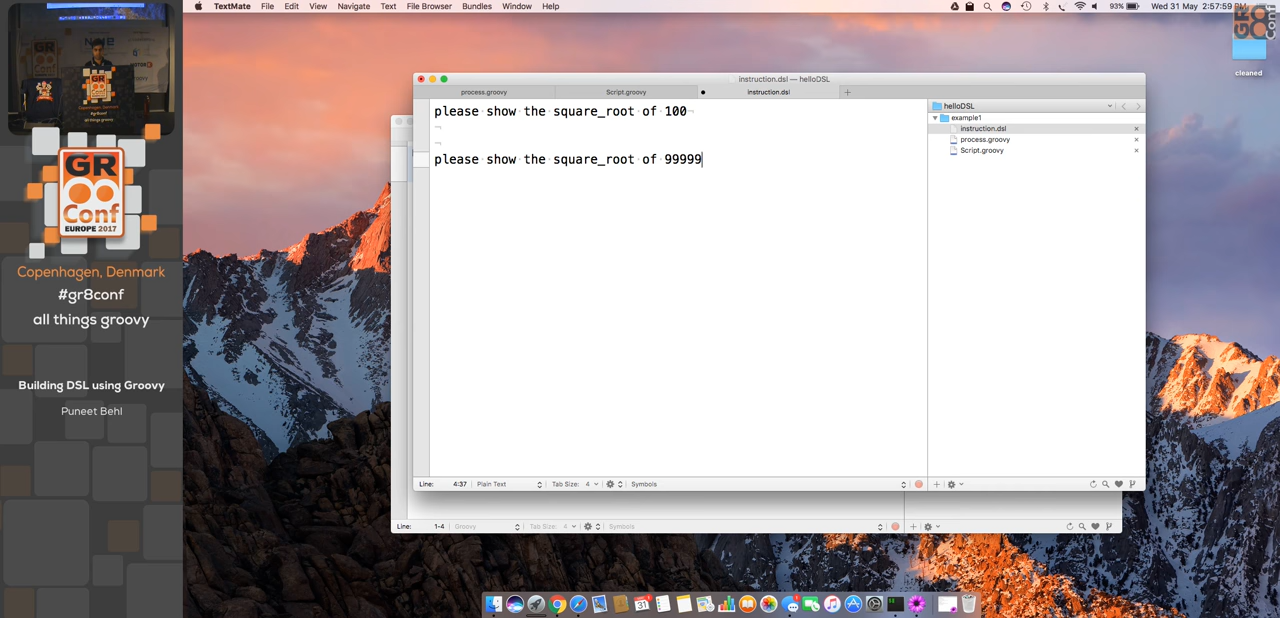 TextMate File Edit View Navigate Text File Browser Bundles Window Help
93% Wed 31 May 2:57:59 PM
instruction.dsl — helloDSL
process.groovy Script.groovy instruction.dsl
please show the square_root of 100
please show the square_root of 99999
helloDSL
example1
instruction.dsl
process.groovy
Script.groovy
Line: 4:37 Plain Text Tab Size: 4 Symbols
Line: 1-4 Groovy Tab Size: 4 Symbols
cleaned
GR
Conf
EUROPE 2017
Copenhagen, Denmark
#gr8conf
all things groovy
Building DSL using Groovy
Puneet Behl
GR8
Conf
31